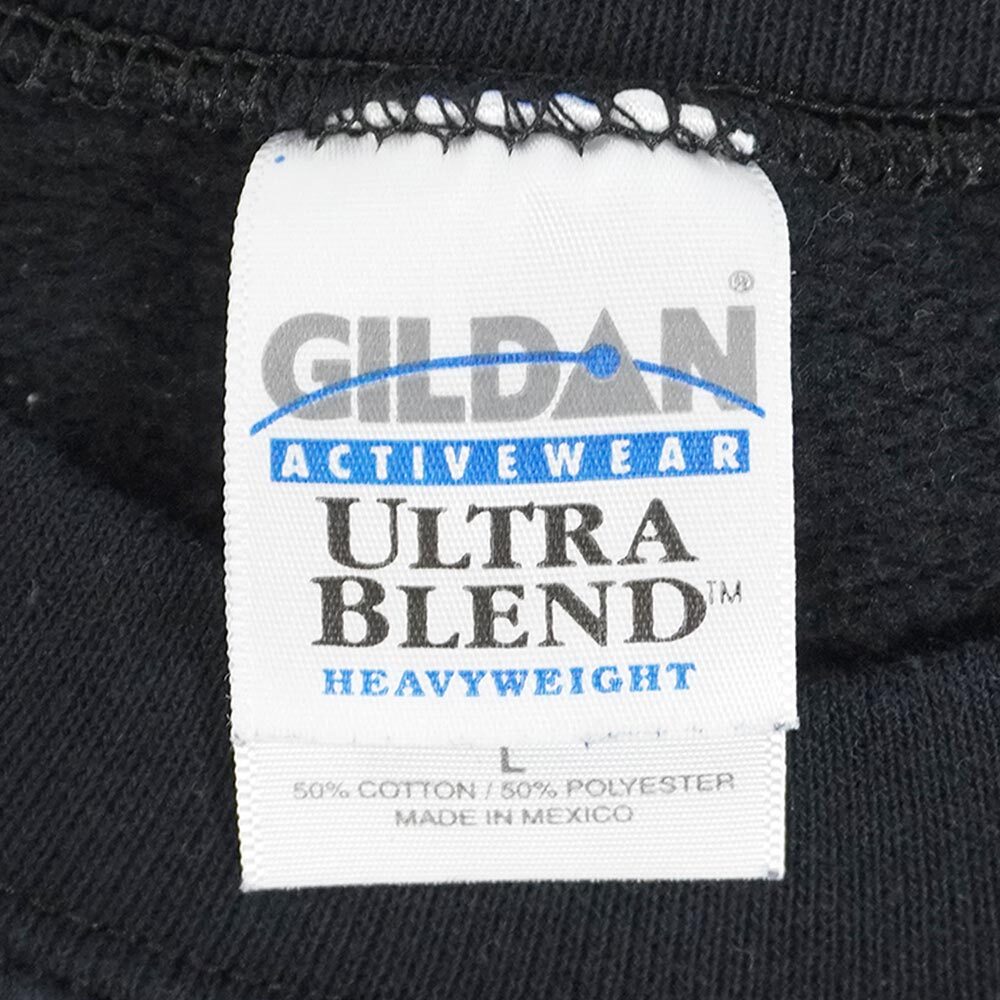 GILDAN®
ACTIVEWEAR
ULTRA
BLEND™
HEAVYWEIGHT
L
50% COTTON / 50% POLYESTER
MADE IN MEXICO